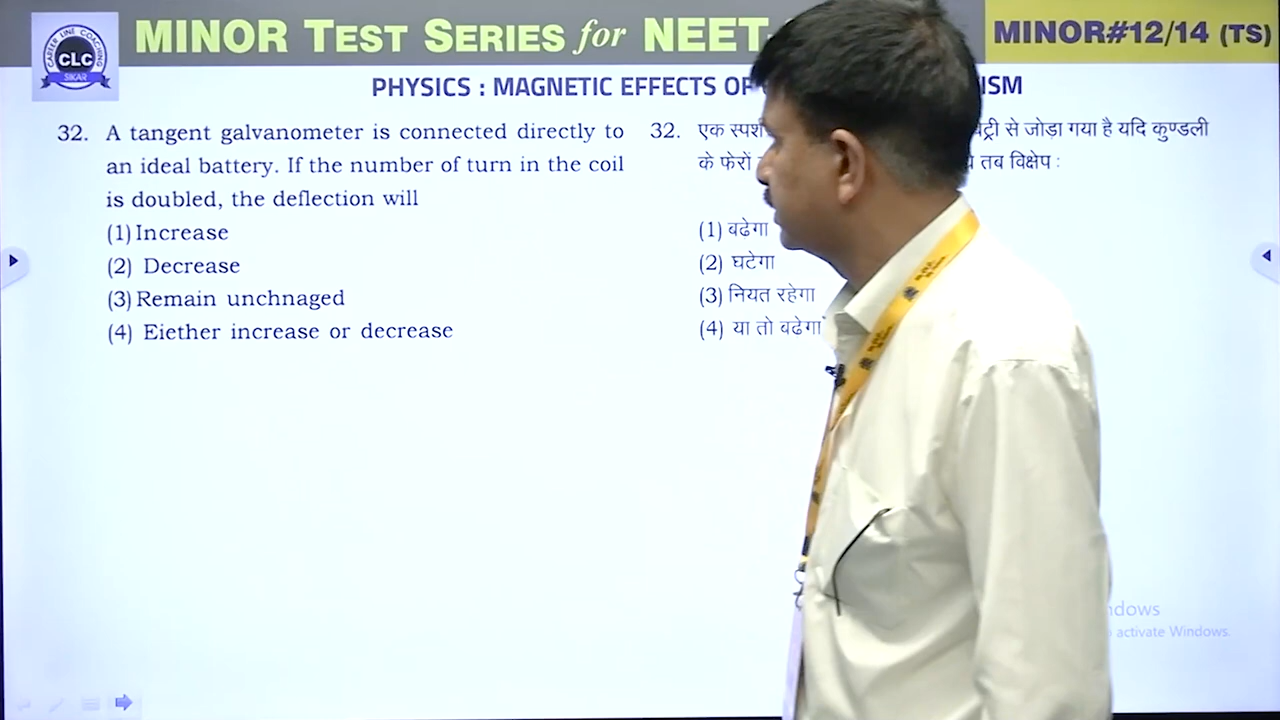 CAREER LINE COACHING
CLC
SIKAR
MINOR TEST SERIES for NEET
MINOR#12/14 (TS)
PHYSICS : MAGNETIC EFFECTS OF
32. A tangent galvanometer is connected directly to
an ideal battery. If the number of turn in the coil
is doubled, the deflection will
(1) Increase
(2) Decrease
(3) Remain unchnaged
(4) Eiether increase or decrease
32. एक से जोड़ा गया है यदि कुण्डली
के फेरों तब विक्षेप :
(1) बढेगा
(2) घटेगा
(3) नियत रहेगा
(4) या तो बढेगा
activate Windows.